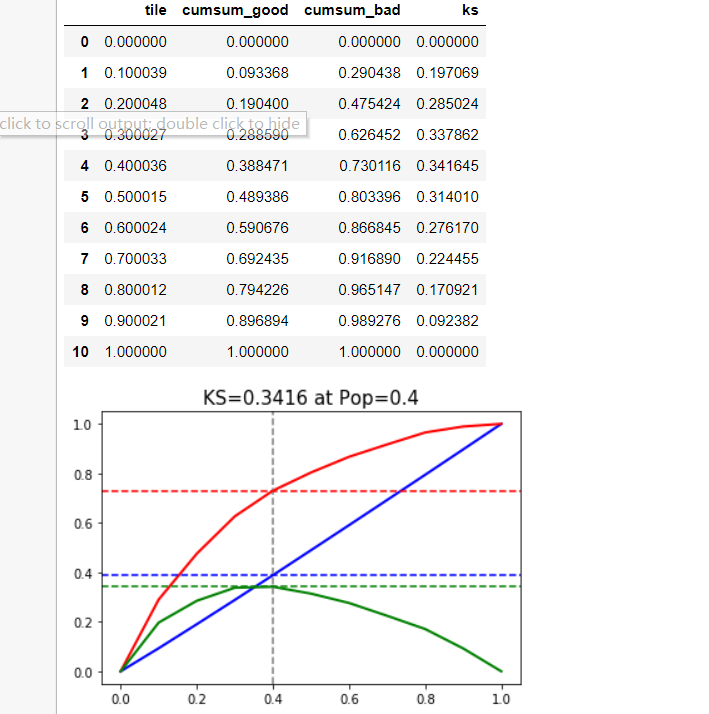 tile cumsum_good cumsum_bad ks
0 0.000000 0.000000 0.000000 0.000000
1 0.100039 0.093368 0.290438 0.197069
2 0.200048 0.190400 0.475424 0.285024
click to scroll output; double click to hide
3 0.300027 0.288590 0.626452 0.337862
4 0.400036 0.388471 0.730116 0.341645
5 0.500015 0.489386 0.803396 0.314010
6 0.600024 0.590676 0.866845 0.276170
7 0.700033 0.692435 0.916890 0.224455
8 0.800012 0.794226 0.965147 0.170921
9 0.900021 0.896894 0.989276 0.092382
10 1.000000 1.000000 1.000000 0.000000
KS=0.3416 at Pop=0.4
1.0
0.8
0.6
0.4
0.2
0.0
0.0 0.2 0.4 0.6 0.8 1.0